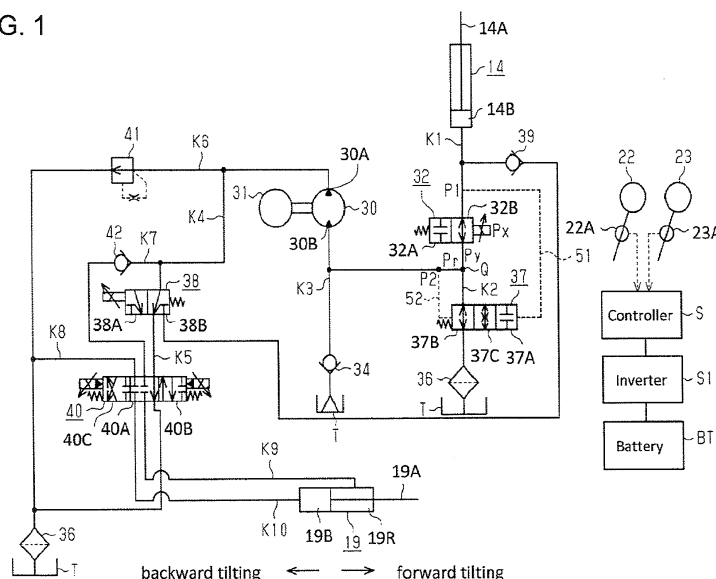 G. 1
14A
14
14B
K1
39
41
K6
30A
31
30
30B
K4
P1
32
32B
Px
32A
22
23
22A
23A
51
42
K7
38
38A
38B
K3
Pr
Py
P2
Q
52
K2
37
37B
37C
37A
K8
K5
34
T
36
T
Controller
S
Inverter
S1
Battery
BT
40
40C
40A
40B
K9
19A
K10
19B
19
19R
36
T
backward tilting
forward tilting